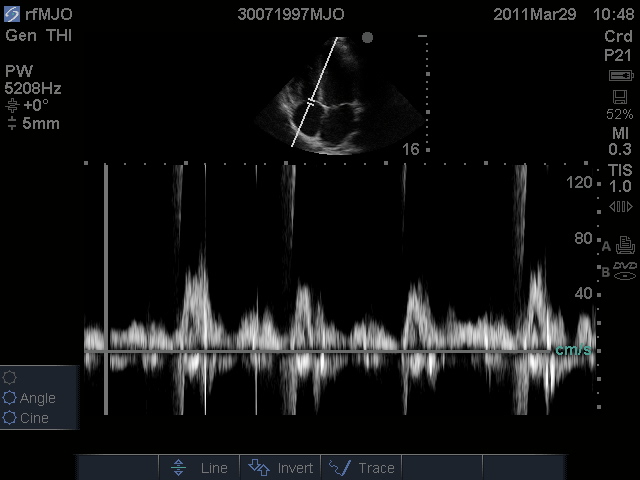 rfMJO 30071997MJO 2011Mar29 10:48
Gen THI
Crd
P21
PW
5208Hz
+0°
5mm
52%
MI
0.3
TIS
1.0
16
120
80
A
B DVD
40
cm/s
Angle
Cine
Line Invert Trace